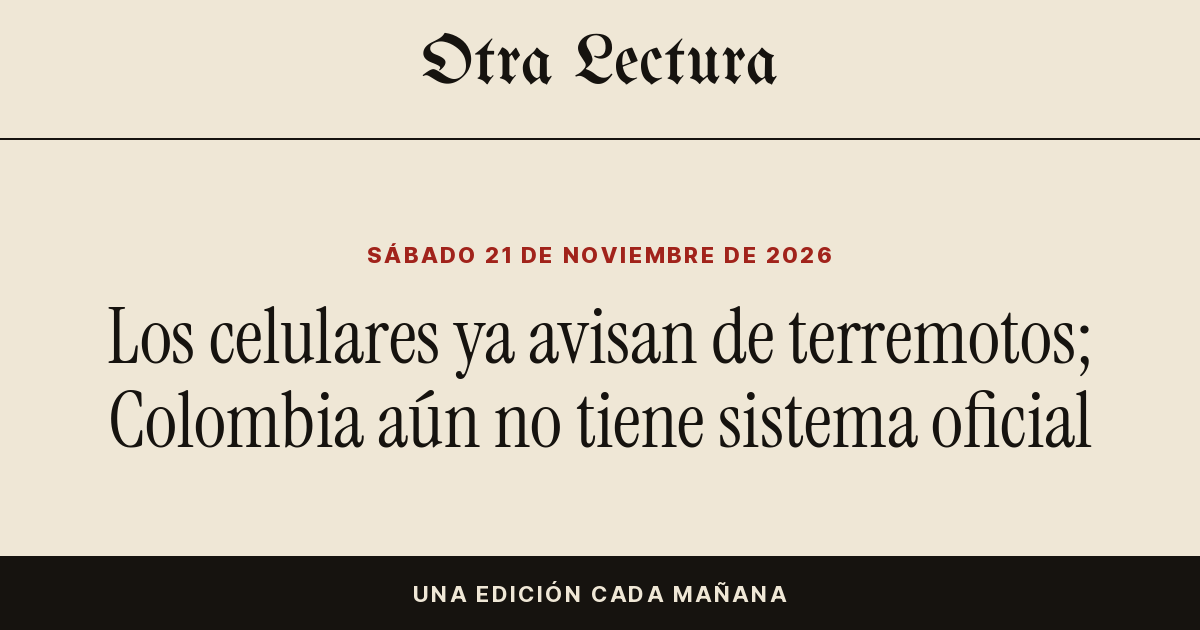 Otra Lectura
SÁBADO 21 DE NOVIEMBRE DE 2026
Los celulares ya avisan de terremotos;
Colombia aún no tiene sistema oficial
UNA EDICIÓN CADA MAÑANA